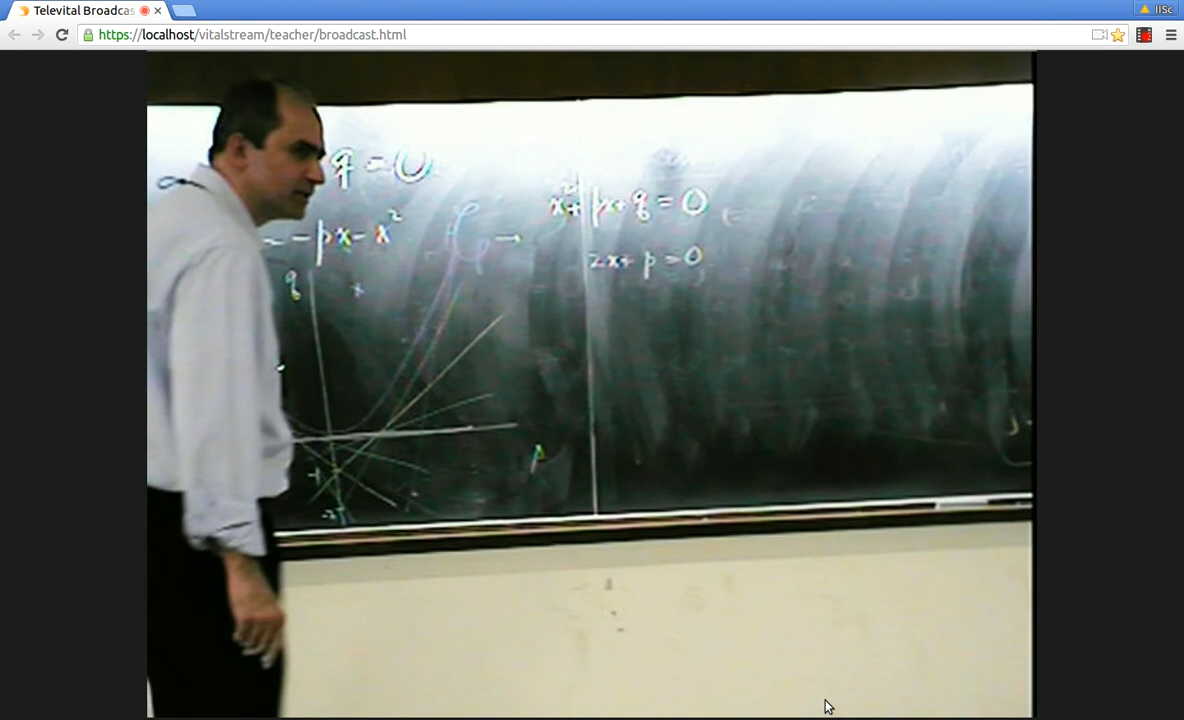 Televital Broadcas
IISc
https://localhost/vitalstream/teacher/broadcast.html
q = 0
- px - x²
q
x² + px + q = 0
2x + p = 0